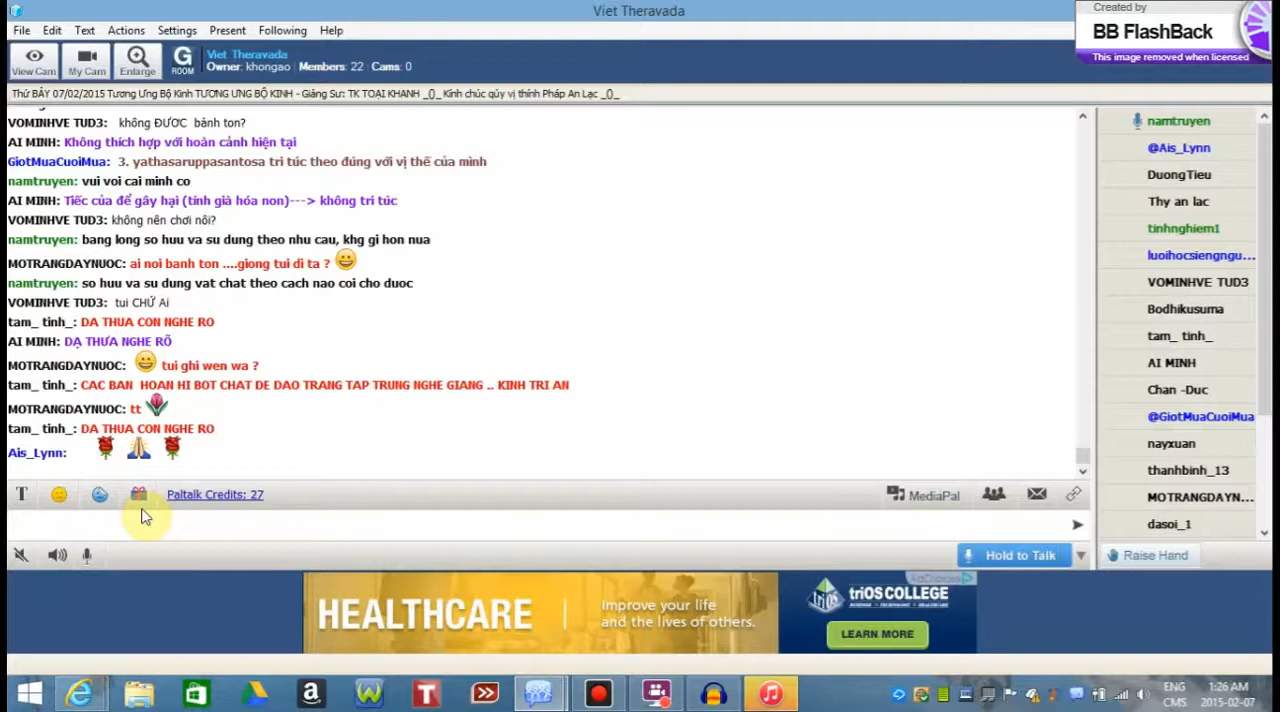 Viet Theravada
Created by
BB FlashBack
This image removed when licensed
File Edit Text Actions Settings Present Following Help
View Cam My Cam Enlarge G ROOM
Viet Theravada
Owner: khongao Members: 22 Cams: 0
Thứ BẢY 07/02/2015 Tương Ưng Bộ Kinh TƯƠNG ƯNG BỘ KINH - Giảng Sư: TK TOẠI KHANH _()_ Kính chúc qúy vị thính Pháp An Lạc _()_
VOMINHVE TUD3: không ĐƯỢC bảnh ton?
AI MINH: Không thích hợp với hoàn cảnh hiện tại
GiotMuaCuoiMua: 3. yathasaruppasantosa tri túc theo đúng với vị thế của mình
namtruyen: vui voi cai minh co
AI MINH: Tiếc của để gây hại (tính già hóa non)---> không tri túc
VOMINHVE TUD3: không nên chơi nôi?
namtruyen: bang long so huu va su dung theo nhu cau, khg gi hon nua
MOTRANGDAYNUOC: ai noi banh ton ....giong tui di ta ?
namtruyen: so huu va su dung vat chat theo cach nao coi cho duoc
VOMINHVE TUD3: tui CHỨ Ai
tam_ tinh_: DA THUA CON NGHE RO
AI MINH: DẠ THƯA NGHE RÕ
MOTRANGDAYNUOC: tui ghi wen wa ?
tam_ tinh_: CAC BAN HOAN HI BOT CHAT DE DAO TRANG TAP TRUNG NGHE GIANG .. KINH TRI AN
MOTRANGDAYNUOC: tt
tam_ tinh_: DA THUA CON NGHE RO
Ais_Lynn:
namtruyen
@Ais_Lynn
DuongTieu
Thy an lac
tinhnghiem1
luoihocsiengngu...
VOMINHVE TUD3
Bodhikusuma
tam_ tinh_
AI MINH
Chan -Duc
@GiotMuaCuoiMua
nayxuan
thanhbinh_13
MOTRANGDAYN...
dasoi_1
T Paltalk Credits: 27 MediaPal
Hold to Talk Raise Hand
HEALTHCARE
Improve your life
and the lives of others.
AdChoices
triOS COLLEGE
LEARN MORE
ENG 1:26 AM
CMS 2015-02-07